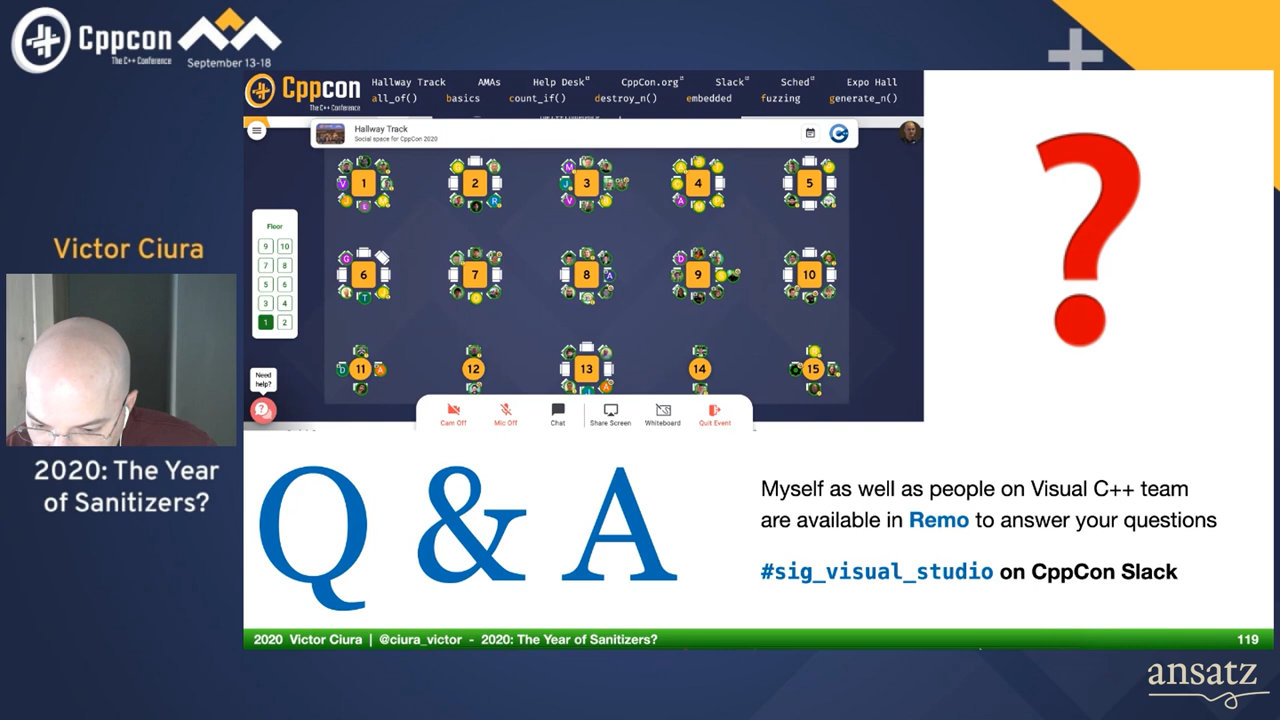 Cppcon
The C++ Conference
September 13-18
Cppcon
The C++ Conference
Hallway Track AMAs Help Desk CppCon.org Slack Sched Expo Hall
all_of() basics count_if() destroy_n() embedded fuzzing generate_n()
Hallway Track
Social space for CppCon 2020
1 2 3 4 5
6 7 8 9 10
11 12 13 14 15
Floor
9 10
7 8
5 6
3 4
1 2
Need
help?
Cam Off Mic Off Chat Share Screen Whiteboard Quit Event
?
Victor Ciura
2020: The Year
of Sanitizers?
Q & A
Myself as well as people on Visual C++ team
are available in Remo to answer your questions
#sig_visual_studio on CppCon Slack
2020 Victor Ciura | @ciura_victor - 2020: The Year of Sanitizers? 119
ansatz